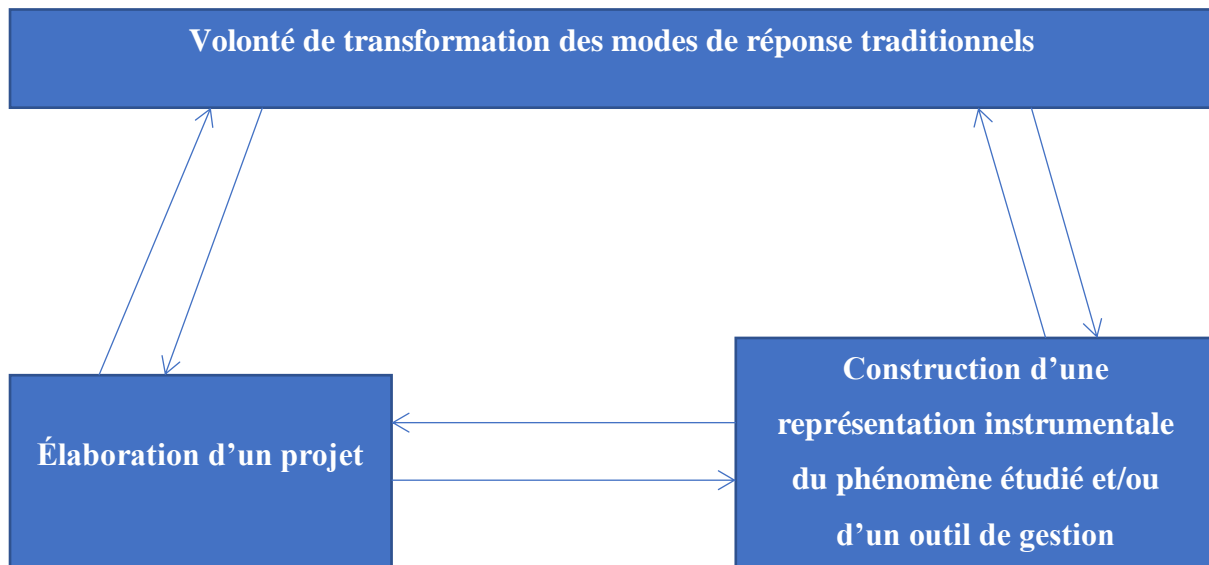 Volonté de transformation des modes de réponse traditionnels
Élaboration d’un projet
Construction d’une
représentation instrumentale
du phénomène étudié et/ou
d’un outil de gestion